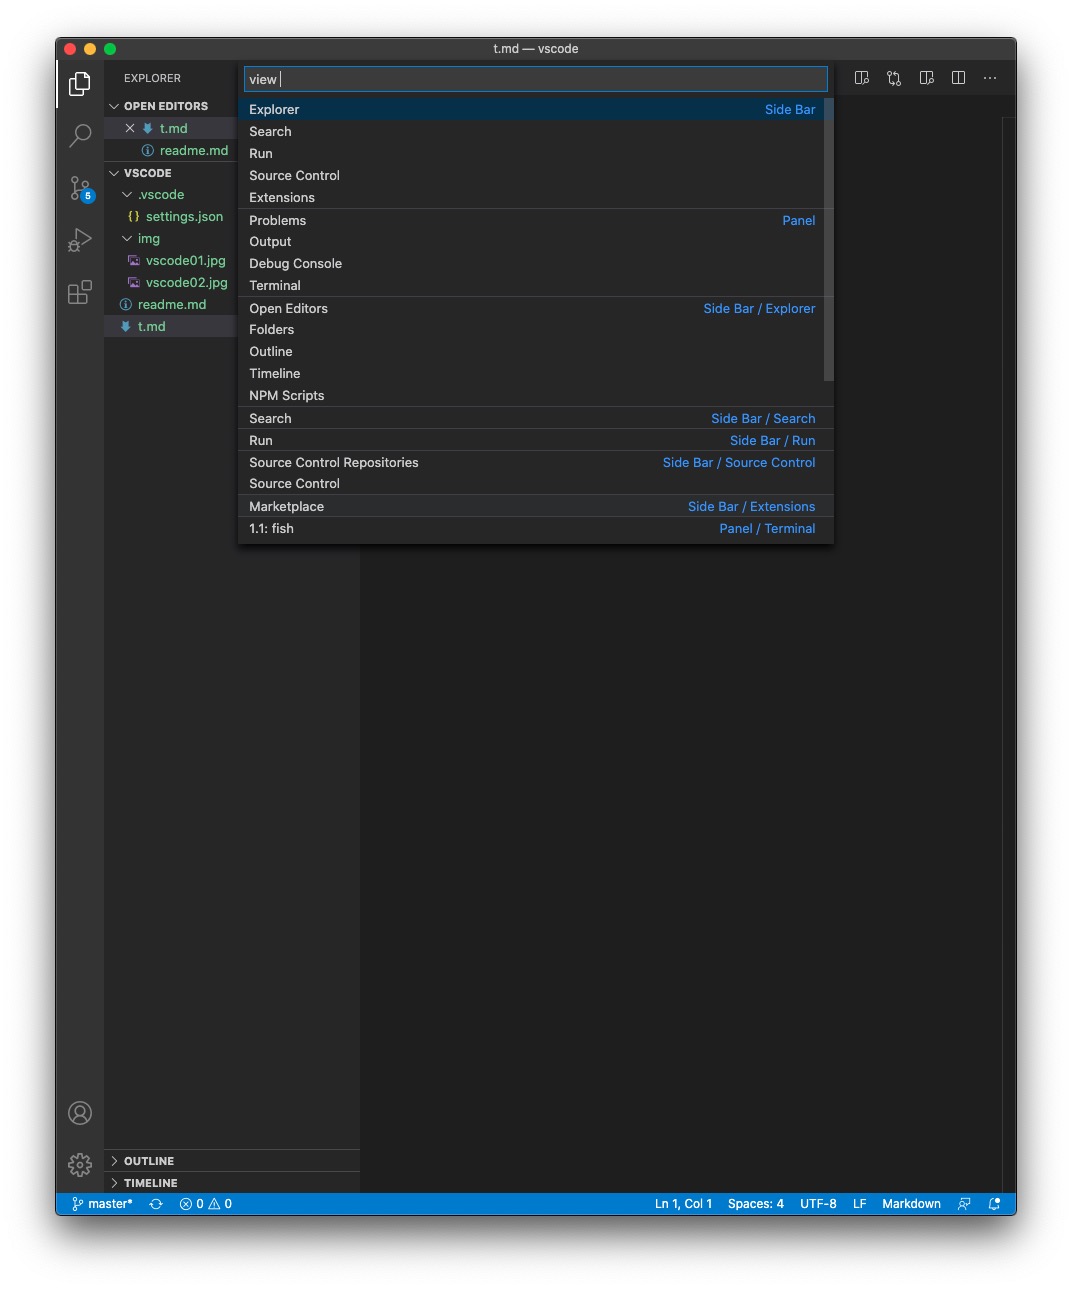 t.md — vscode
EXPLORER
OPEN EDITORS
t.md
readme.md
VSCODE
.vscode
{} settings.json
img
vscode01.jpg
vscode02.jpg
readme.md
t.md
5
view
Explorer Side Bar
Search
Run
Source Control
Extensions
Problems Panel
Output
Debug Console
Terminal
Open Editors Side Bar / Explorer
Folders
Outline
Timeline
NPM Scripts
Search Side Bar / Search
Run Side Bar / Run
Source Control Repositories Side Bar / Source Control
Source Control
Marketplace Side Bar / Extensions
1.1: fish Panel / Terminal
OUTLINE
TIMELINE
master* 0 0 Ln 1, Col 1 Spaces: 4 UTF-8 LF Markdown